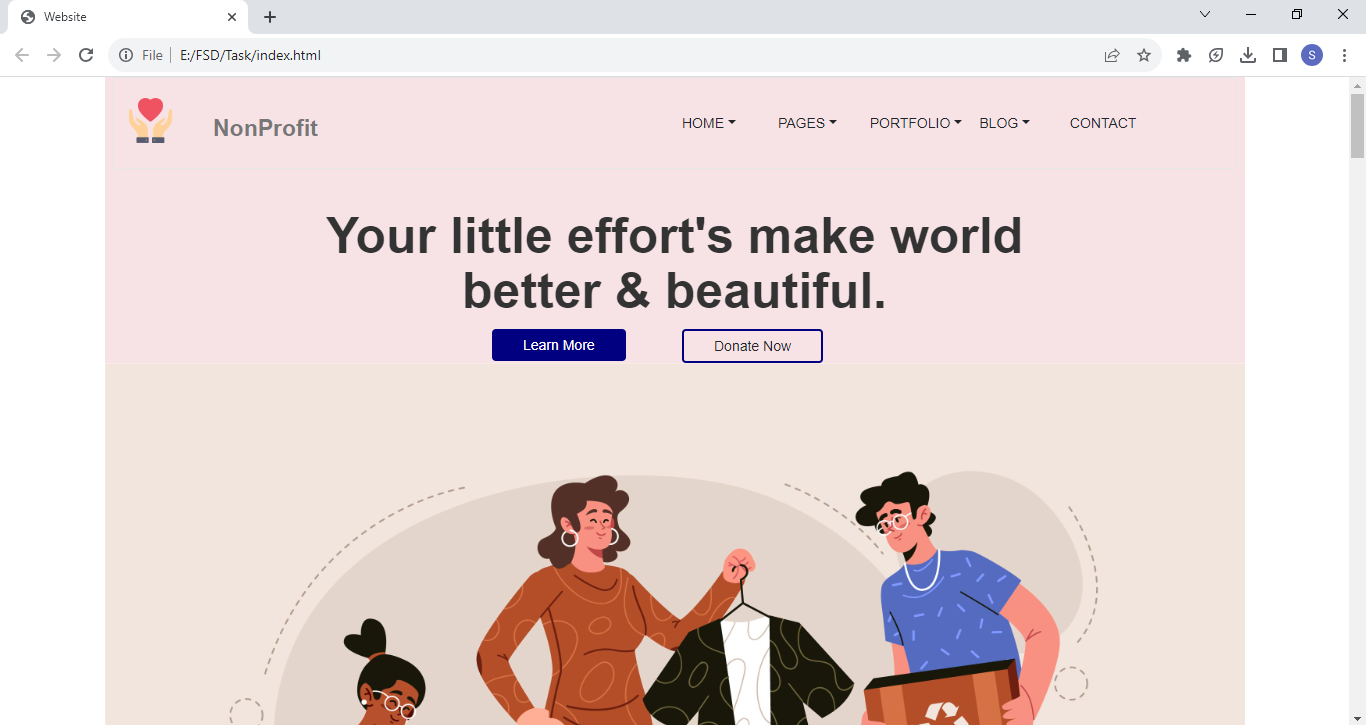 Website
File E:/FSD/Task/index.html
S
NonProfit
HOME PAGES PORTFOLIO BLOG CONTACT
Your little effort's make world
better & beautiful.
Learn More
Donate Now